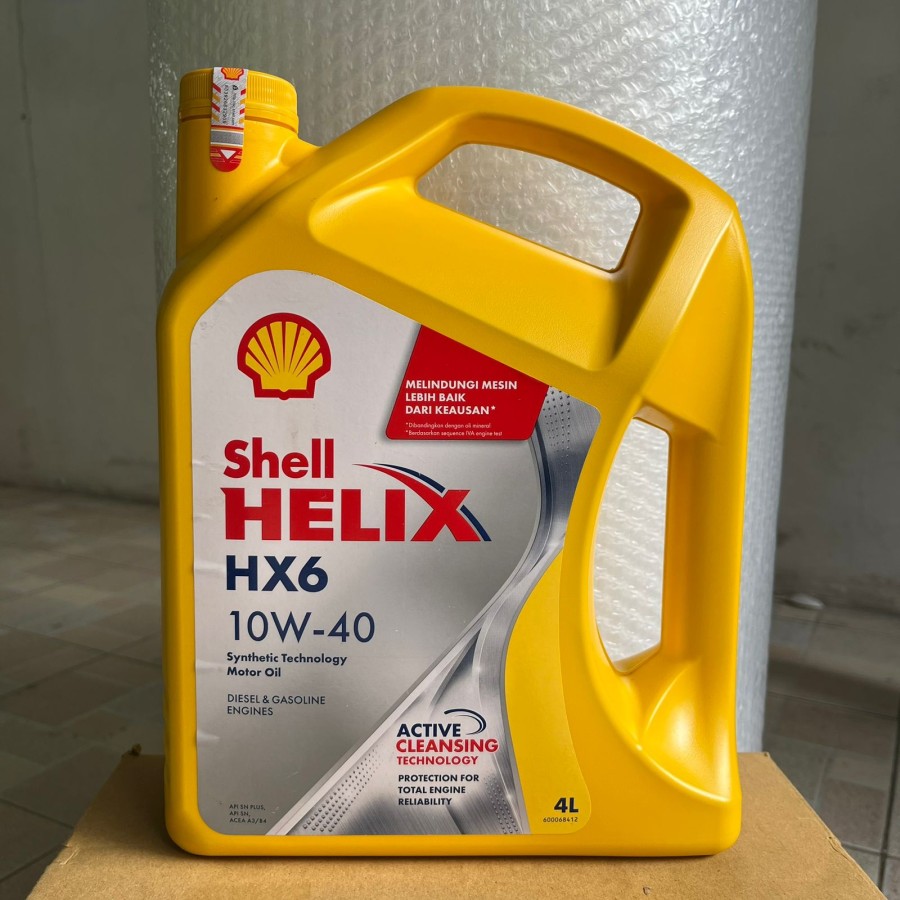 MELINDUNGI MESIN
LEBIH BAIK
DARI KEAUSAN*
*Dibandingkan dengan oli mineral
*Berdasarkan sequence IVA engine test
Shell
HELIX
HX6
10W-40
Synthetic Technology
Motor Oil
DIESEL & GASOLINE
ENGINES
ACTIVE
CLEANSING
TECHNOLOGY
PROTECTION FOR
TOTAL ENGINE
RELIABILITY
API SN PLUS,
API SN,
ACEA A3/B4
4L
600068412